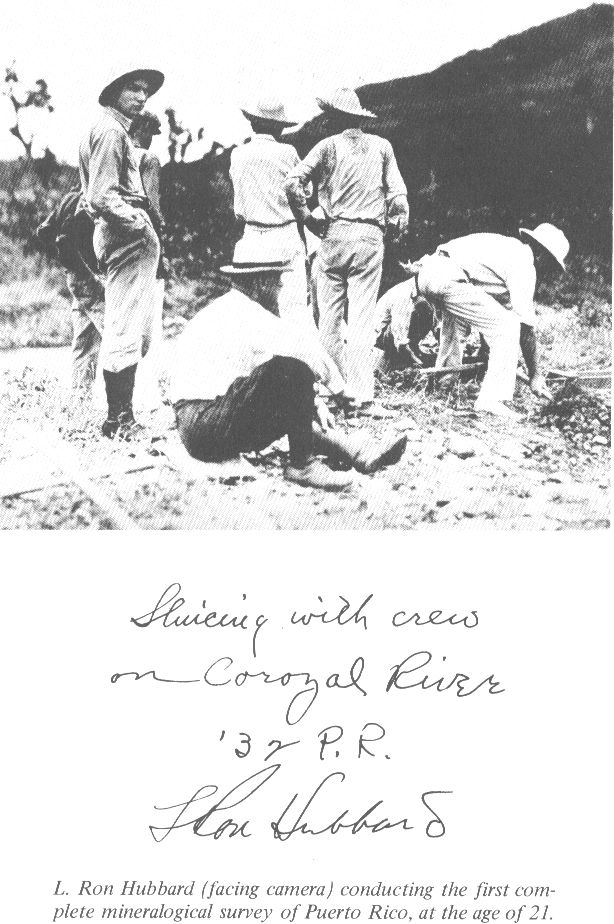 Sluicing with crew
on Corozal River
'32 P.R.
L Ron Hubbard
L. Ron Hubbard (facing camera) conducting the first com-
plete mineralogical survey of Puerto Rico, at the age of 21.